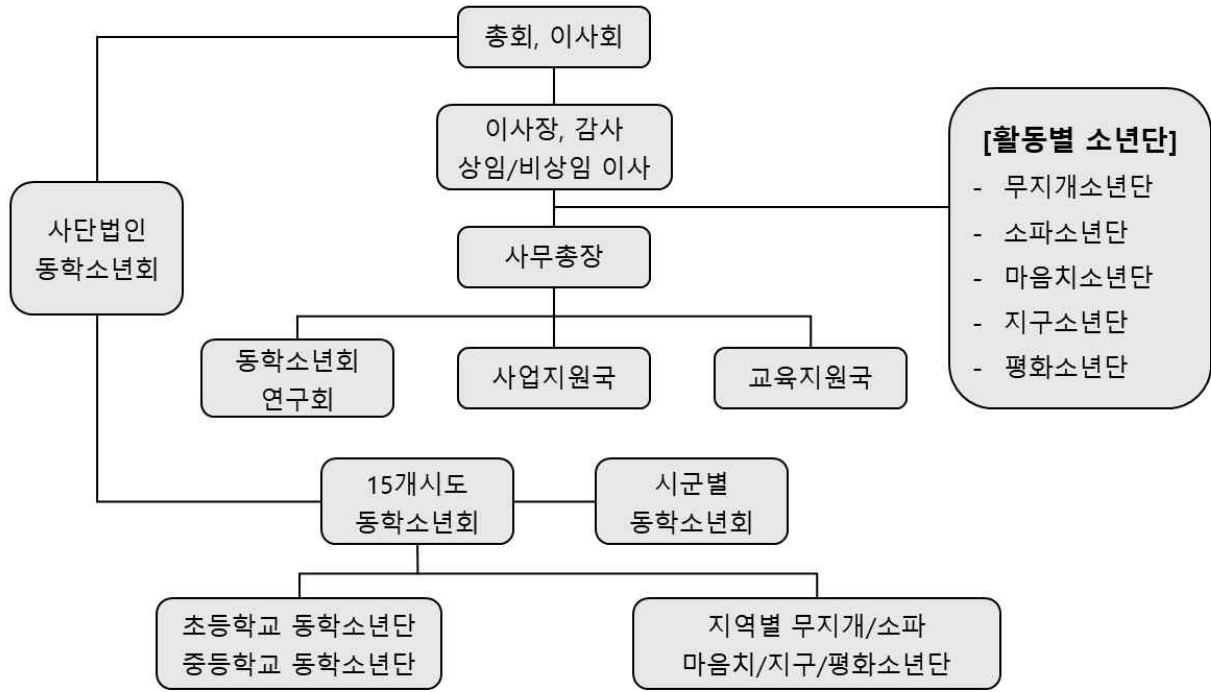 총회, 이사회
이사장, 감사
상임/비상임 이사
[활동별 소년단]
- 무지개소년단
- 소파소년단
- 마음치소년단
- 지구소년단
- 평화소년단
사단법인
동학소년회
사무총장
동학소년회
연구회
사업지원국
교육지원국
15개시도
동학소년회
시군별
동학소년회
초등학교 동학소년단
중등학교 동학소년단
지역별 무지개/소파
마음치/지구/평화소년단